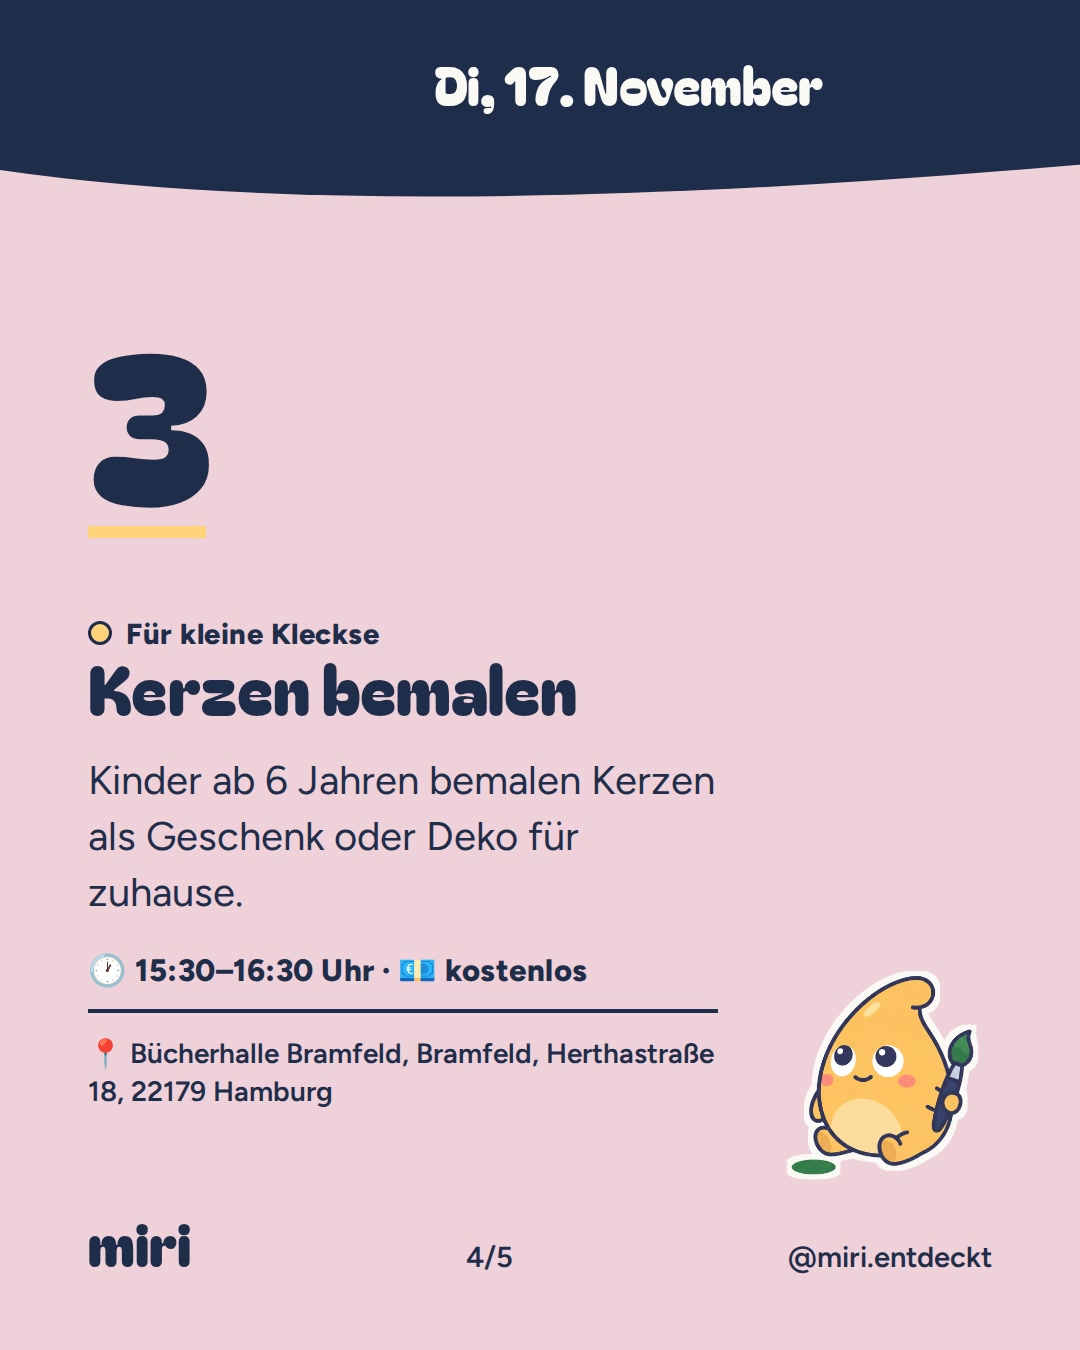 Di, 17. November
3
Für kleine Kleckse
Kerzen bemalen
Kinder ab 6 Jahren bemalen Kerzen
als Geschenk oder Deko für
zuhause.
🕐 15:30–16:30 Uhr · 💶 kostenlos
📍 Bücherhalle Bramfeld, Bramfeld, Herthastraße
18, 22179 Hamburg
miri
4/5
@miri.entdeckt